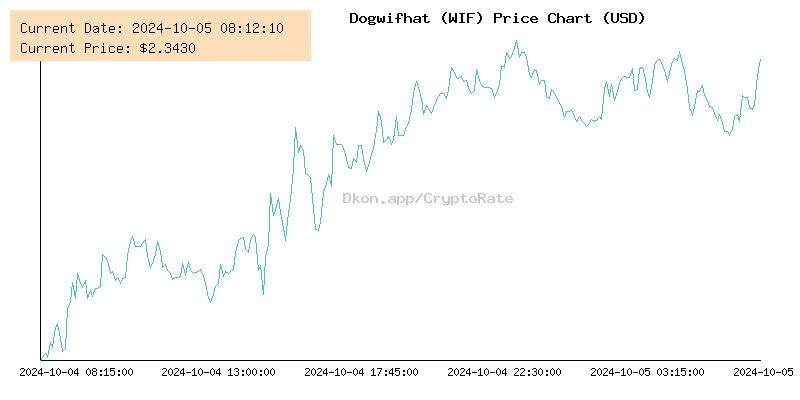 Dogwifhat (WIF) Price Chart (USD)
Current Date: 2024-10-05 08:12:10
Current Price: $2.3430
Dkon.app/CryptoRate
2024-10-04 08:15:00 2024-10-04 13:00:00 2024-10-04 17:45:00 2024-10-04 22:30:00 2024-10-05 03:15:00 2024-10-05